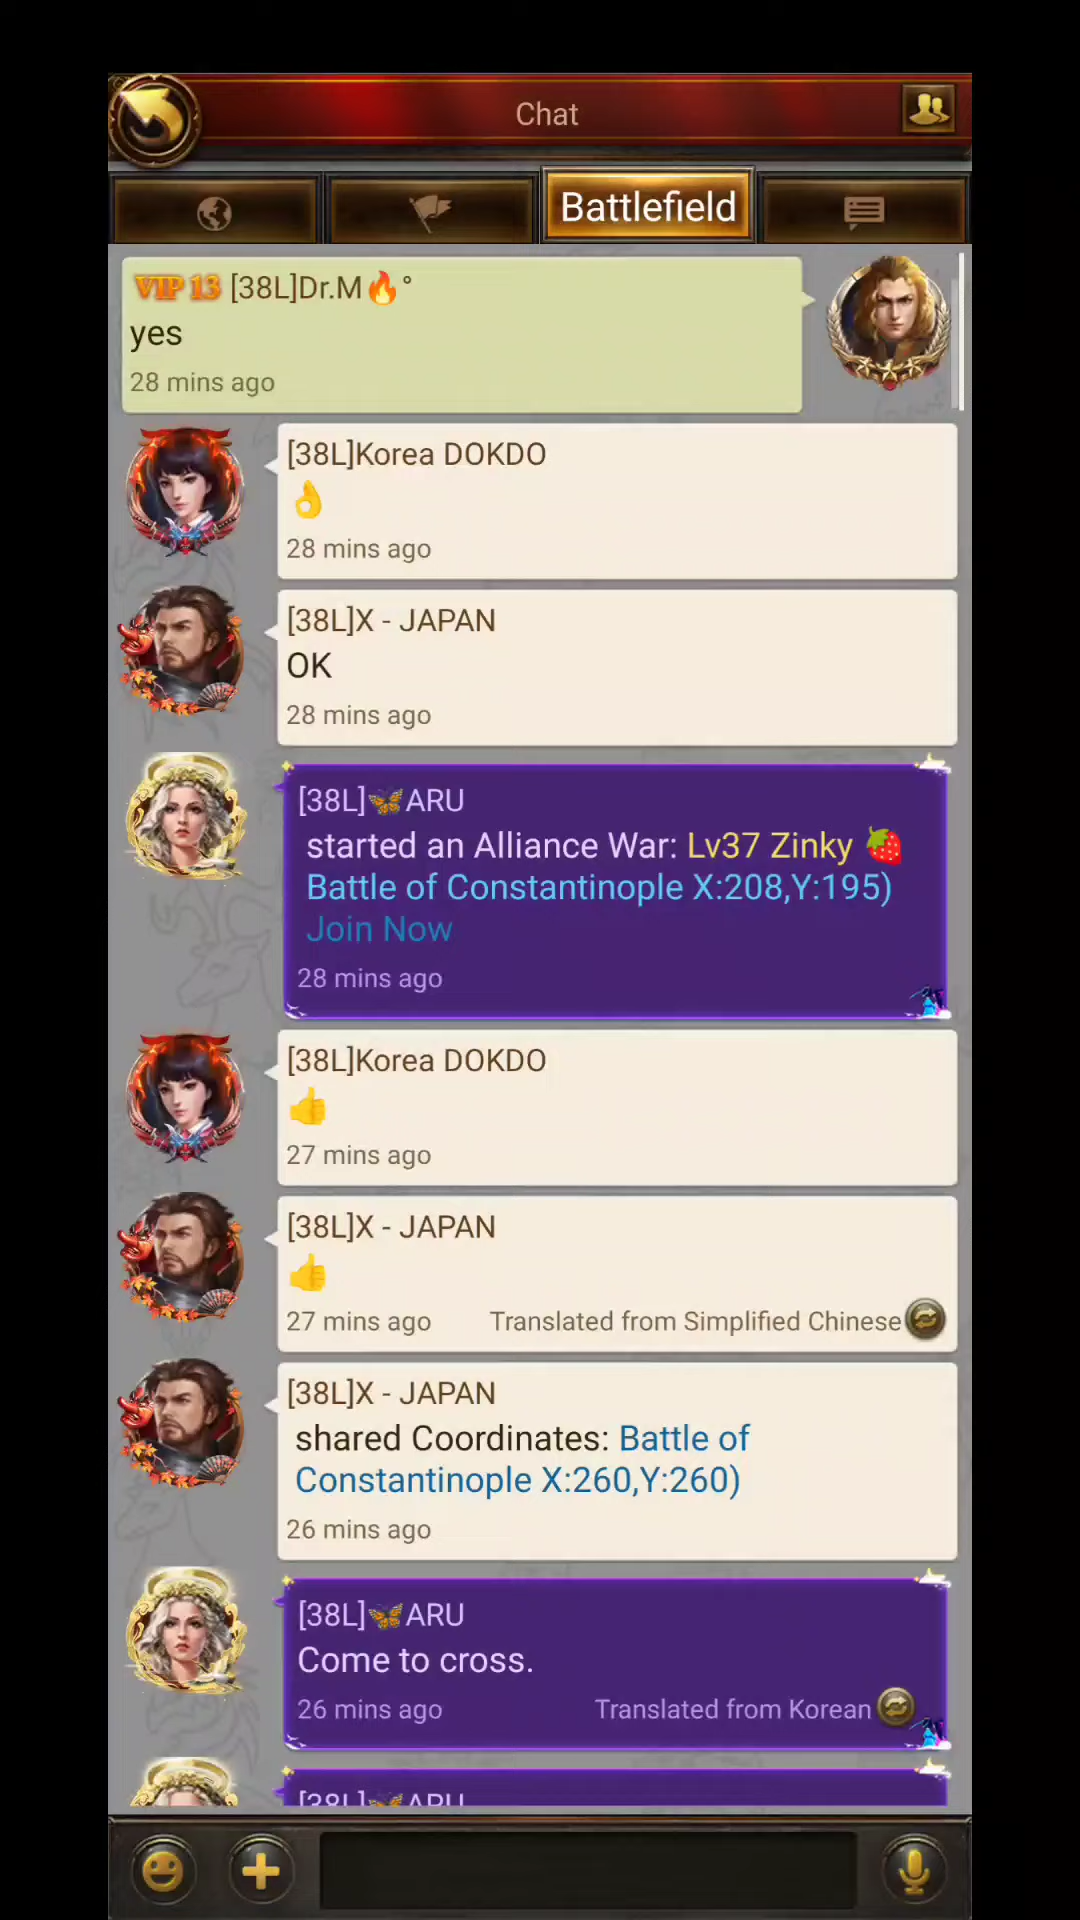 Chat
Battlefield
VIP 13 [38L]Dr.M🔥°
yes
28 mins ago
[38L]Korea DOKDO
👌
28 mins ago
[38L]X - JAPAN
OK
28 mins ago
[38L]🦋ARU
started an Alliance War: Lv37 Zinky 🍓
Battle of Constantinople X:208,Y:195)
Join Now
28 mins ago
[38L]Korea DOKDO
👍
27 mins ago
[38L]X - JAPAN
👍
27 mins ago Translated from Simplified Chinese
[38L]X - JAPAN
shared Coordinates: Battle of
Constantinople X:260,Y:260)
26 mins ago
[38L]🦋ARU
Come to cross.
26 mins ago Translated from Korean
[38L]🦋ARU